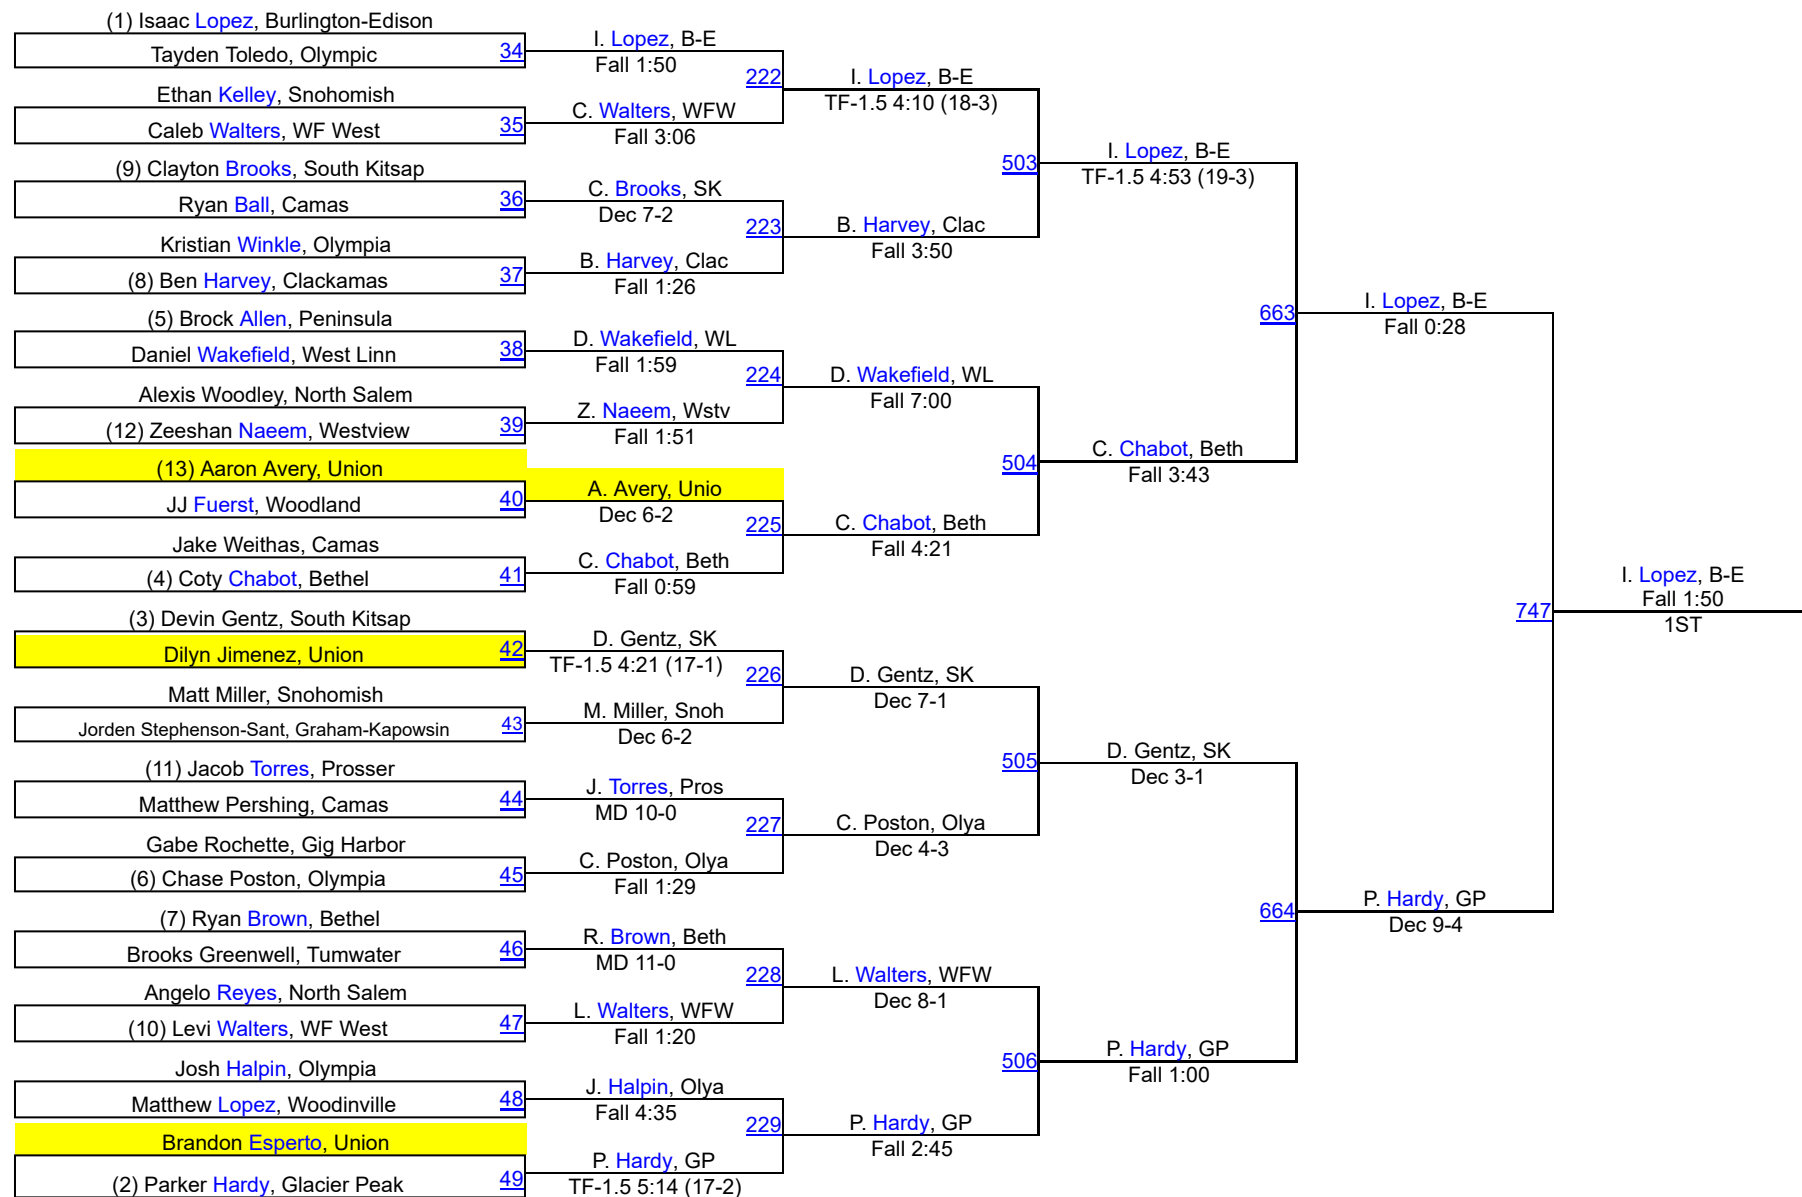 (1) Isaac Lopez, Burlington-Edison
Tayden Toledo, Olympic 34
Ethan Kelley, Snohomish
Caleb Walters, WF West 35
(9) Clayton Brooks, South Kitsap
Ryan Ball, Camas 36
Kristian Winkle, Olympia
(8) Ben Harvey, Clackamas 37
(5) Brock Allen, Peninsula
Daniel Wakefield, West Linn 38
Alexis Woodley, North Salem
(12) Zeeshan Naeem, Westview 39
(13) Aaron Avery, Union
JJ Fuerst, Woodland 40
Jake Weithas, Camas
(4) Coty Chabot, Bethel 41
(3) Devin Gentz, South Kitsap
Dilyn Jimenez, Union 42
Matt Miller, Snohomish
Jorden Stephenson-Sant, Graham-Kapowsin 43
(11) Jacob Torres, Prosser
Matthew Pershing, Camas 44
Gabe Rochette, Gig Harbor
(6) Chase Poston, Olympia 45
(7) Ryan Brown, Bethel
Brooks Greenwell, Tumwater 46
Angelo Reyes, North Salem
(10) Levi Walters, WF West 47
Josh Halpin, Olympia
Matthew Lopez, Woodinville 48
Brandon Esperto, Union
(2) Parker Hardy, Glacier Peak 49
I. Lopez, B-E
Fall 1:50
222
C. Walters, WFW
Fall 3:06
C. Brooks, SK
Dec 7-2
223
B. Harvey, Clac
Fall 1:26
D. Wakefield, WL
Fall 1:59
224
Z. Naeem, Wstv
Fall 1:51
A. Avery, Unio
Dec 6-2
225
C. Chabot, Beth
Fall 0:59
D. Gentz, SK
TF-1.5 4:21 (17-1)
226
M. Miller, Snoh
Dec 6-2
J. Torres, Pros
MD 10-0
227
C. Poston, Olya
Fall 1:29
R. Brown, Beth
MD 11-0
228
L. Walters, WFW
Fall 1:20
J. Halpin, Olya
Fall 4:35
229
P. Hardy, GP
TF-1.5 5:14 (17-2)
I. Lopez, B-E
TF-1.5 4:10 (18-3)
503
B. Harvey, Clac
Fall 3:50
D. Wakefield, WL
Fall 7:00
504
C. Chabot, Beth
Fall 4:21
D. Gentz, SK
Dec 7-1
505
C. Poston, Olya
Dec 4-3
L. Walters, WFW
Dec 8-1
506
P. Hardy, GP
Fall 2:45
I. Lopez, B-E
TF-1.5 4:53 (19-3)
663
C. Chabot, Beth
Fall 3:43
D. Gentz, SK
Dec 3-1
664
P. Hardy, GP
Fall 1:00
I. Lopez, B-E
Fall 0:28
747
P. Hardy, GP
Dec 9-4
I. Lopez, B-E
Fall 1:50
1ST